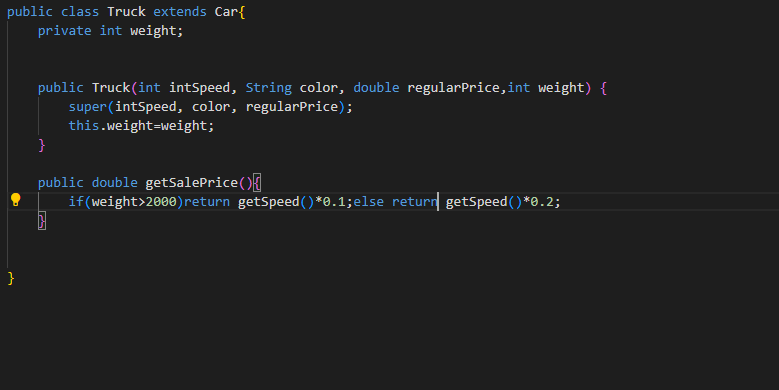 public class Truck extends Car{
private int weight;
public Truck(int intSpeed, String color, double regularPrice,int weight) {
super(intSpeed, color, regularPrice);
this.weight=weight;
}
public double getSalePrice(){
if(weight>2000)return getSpeed()*0.1;else return getSpeed()*0.2;
}
}